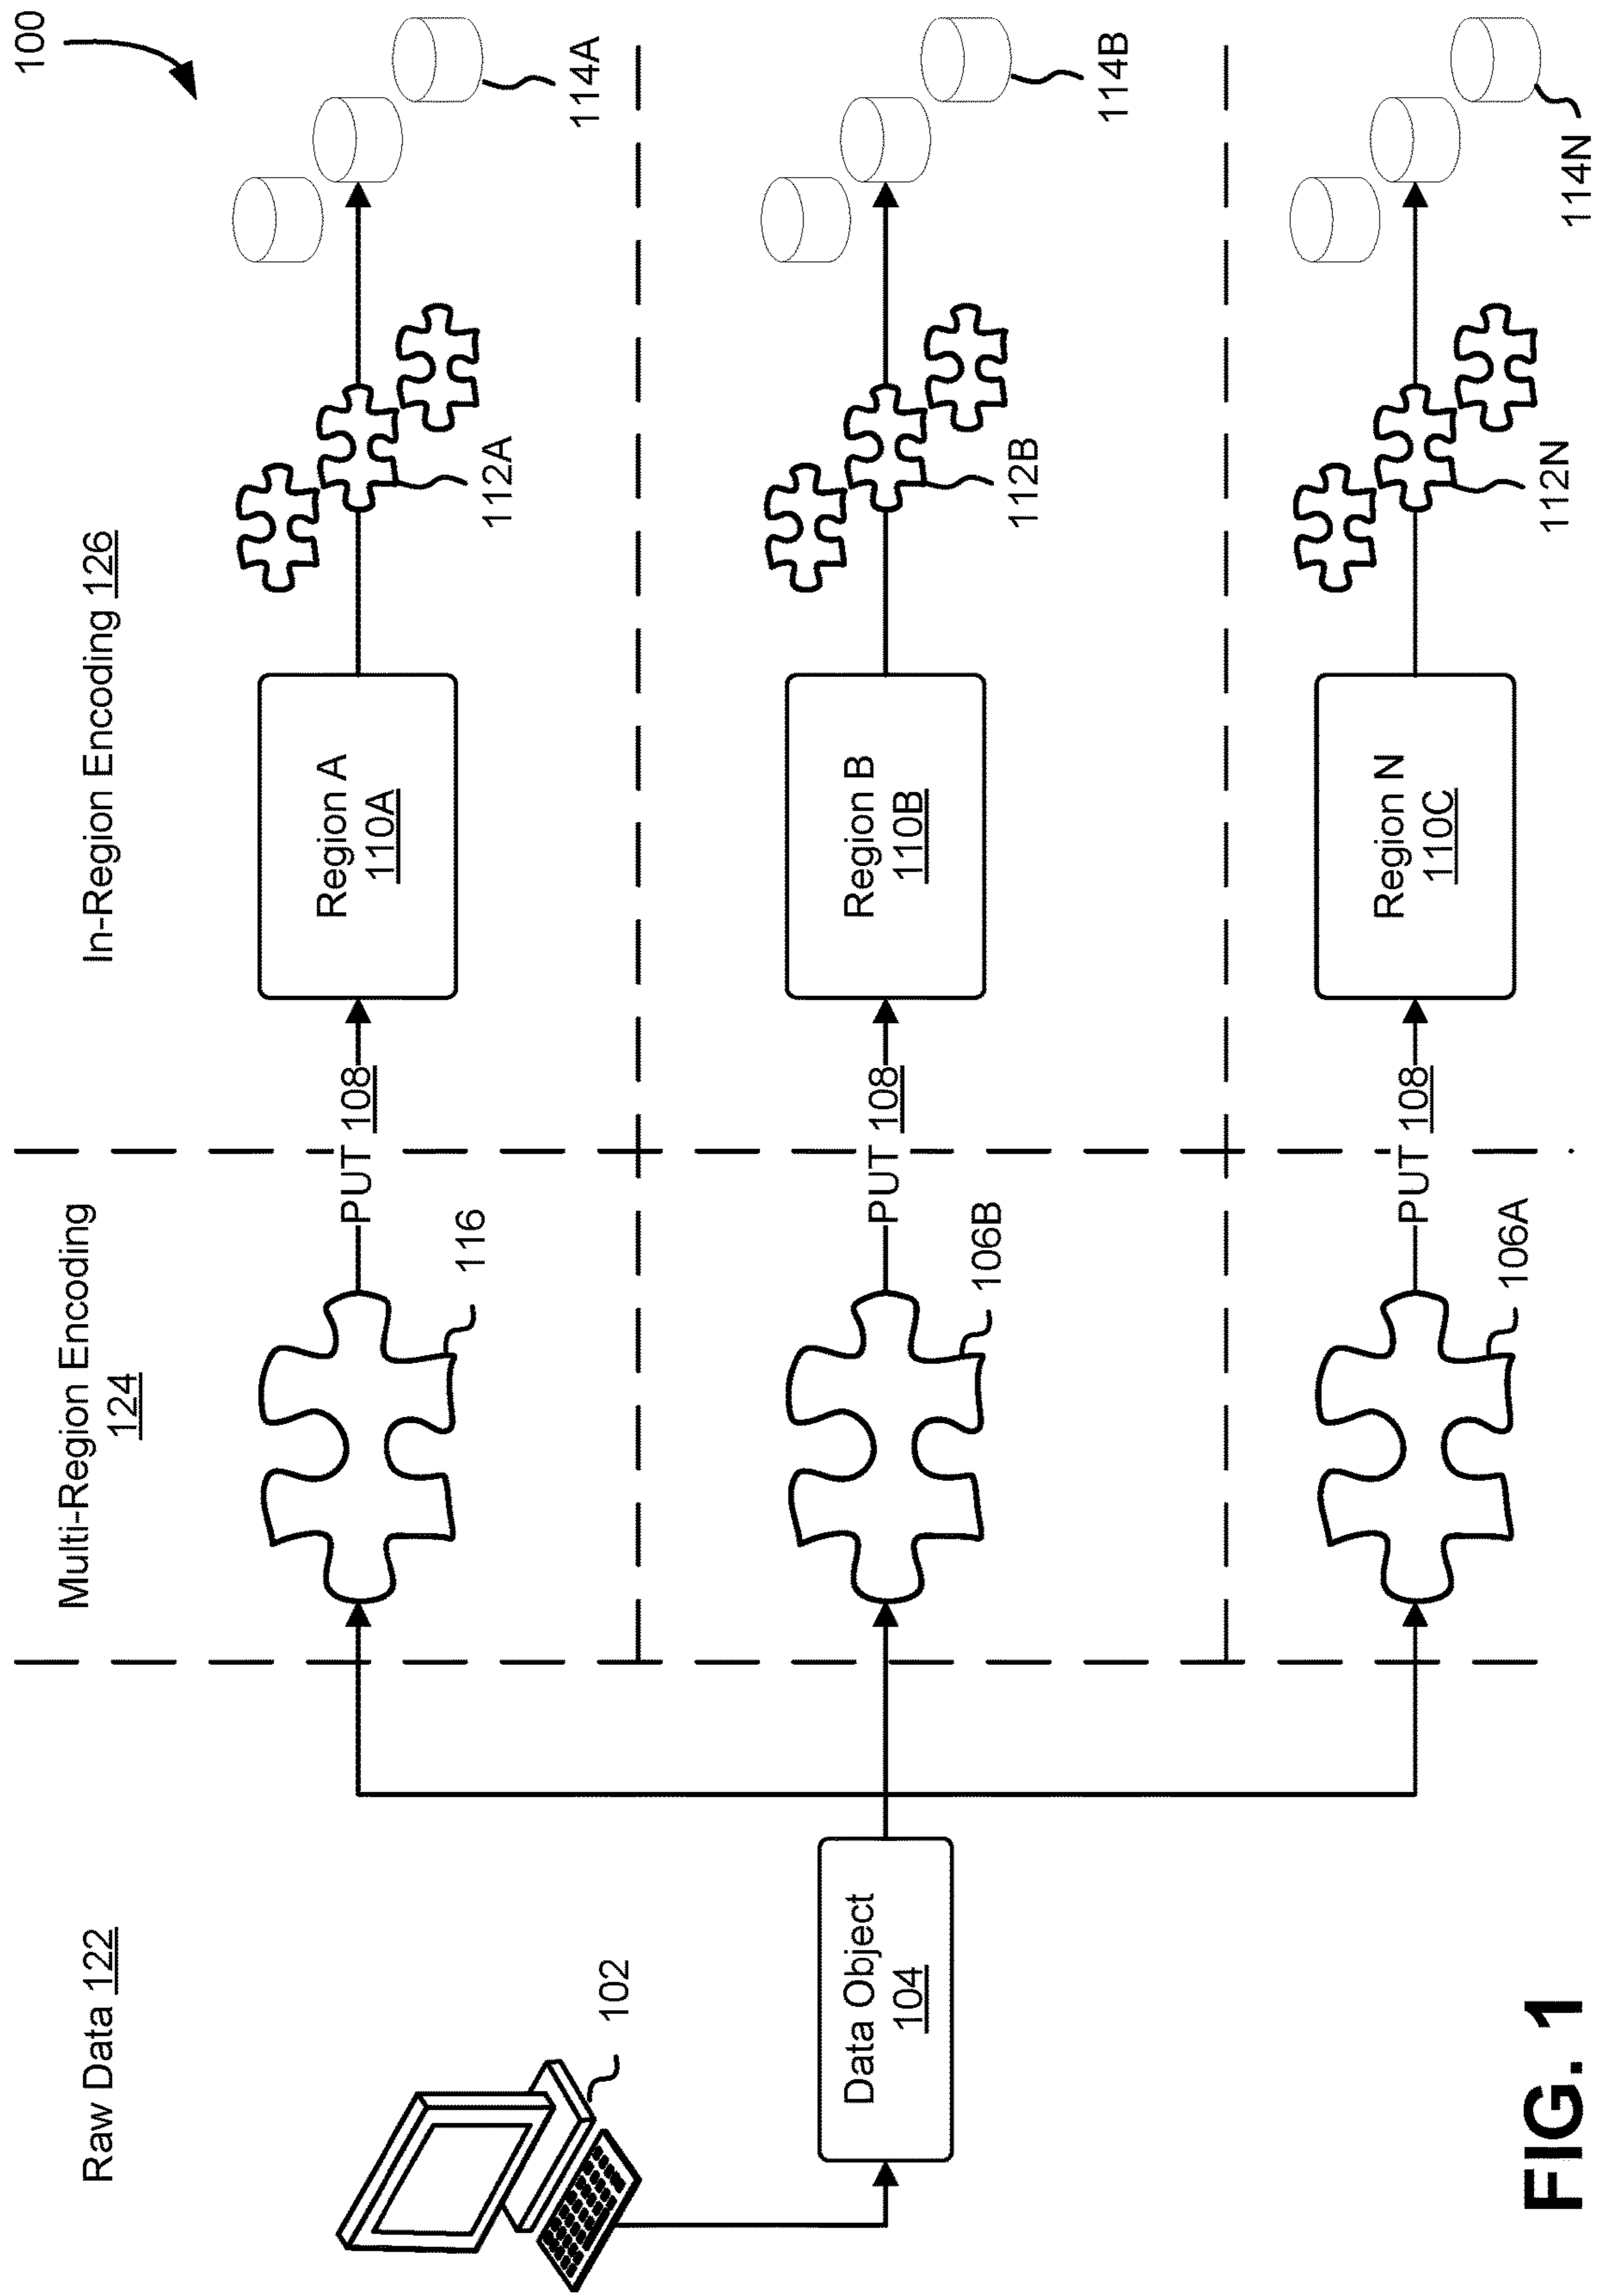 100
Raw Data 122
Multi-Region Encoding
124
In-Region Encoding 126
102
Data Object
104
116
PUT 108
Region A
110A
112A
114A
106B
PUT 108
Region B
110B
112B
114B
106A
PUT 108
Region N
110C
112N
114N
FIG. 1